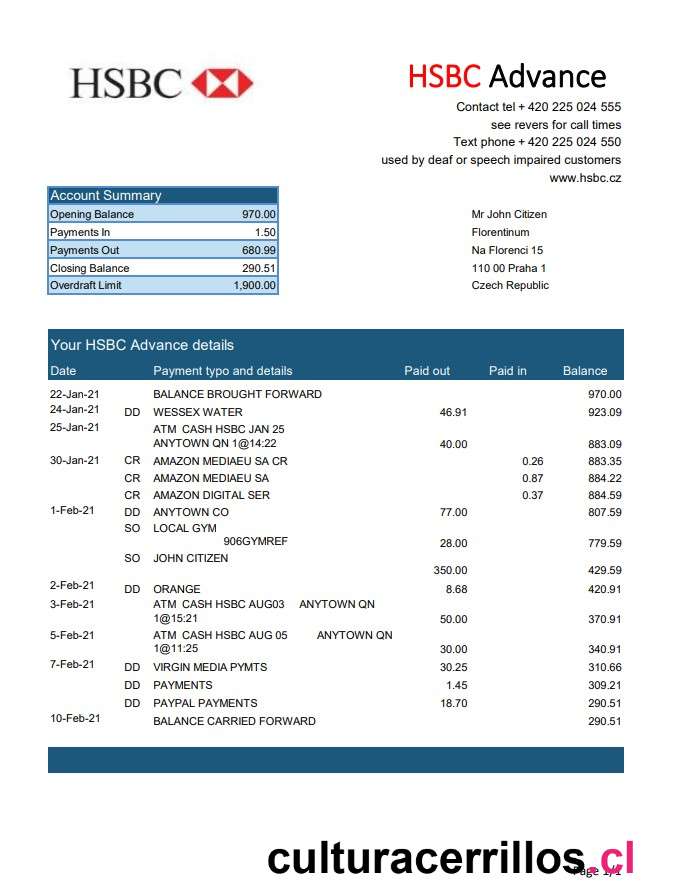 HSBC
HSBC Advance
Contact tel + 420 225 024 555
see revers for call times
Text phone + 420 225 024 550
used by deaf or speech impaired customers
www.hsbc.cz
Account Summary
Opening Balance 970.00
Payments In 1.50
Payments Out 680.99
Closing Balance 290.51
Overdraft Limit 1,900.00
Mr John Citizen
Florentinum
Na Florenci 15
110 00 Praha 1
Czech Republic
Your HSBC Advance details
Date Payment typo and details Paid out Paid in Balance
22-Jan-21 BALANCE BROUGHT FORWARD 970.00
24-Jan-21 DD WESSEX WATER 46.91 923.09
25-Jan-21 ATM CASH HSBC JAN 25
ANYTOWN QN 1@14:22 40.00 883.09
30-Jan-21 CR AMAZON MEDIAEU SA CR 0.26 883.35
CR AMAZON MEDIAEU SA 0.87 884.22
CR AMAZON DIGITAL SER 0.37 884.59
1-Feb-21 DD ANYTOWN CO 77.00 807.59
SO LOCAL GYM
906GYMREF 28.00 779.59
SO JOHN CITIZEN
350.00 429.59
2-Feb-21 DD ORANGE 8.68 420.91
3-Feb-21 ATM CASH HSBC AUG03 ANYTOWN QN
1@15:21 50.00 370.91
5-Feb-21 ATM CASH HSBC AUG 05 ANYTOWN QN
1@11:25 30.00 340.91
7-Feb-21 DD VIRGIN MEDIA PYMTS 30.25 310.66
DD PAYMENTS 1.45 309.21
DD PAYPAL PAYMENTS 18.70 290.51
10-Feb-21 BALANCE CARRIED FORWARD 290.51
culturacerrillos.cl
Page 1/1